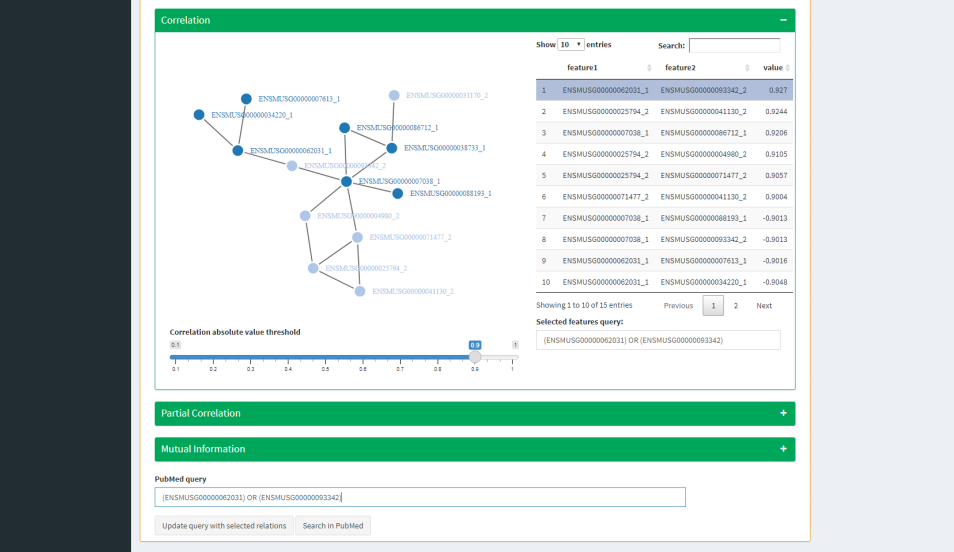 Correlation
−
ENSMUSG00000031170_2
ENSMUSG00000007613_1
ENSMUSG00000034220_1
ENSMUSG00000086712_1
ENSMUSG00000038733_1
ENSMUSG00000062031_1
ENSMUSG00000093342_2
ENSMUSG00000007038_1
ENSMUSG00000088193_1
ENSMUSG00000004980_2
ENSMUSG00000071477_2
ENSMUSG00000025794_2
ENSMUSG00000041130_2
Correlation absolute value threshold
0.1 0.9 1
0.1 0.2 0.3 0.4 0.5 0.6 0.7 0.8 0.9 1
Show 10 entries Search:
feature1 feature2 value
1 ENSMUSG00000062031_1 ENSMUSG00000093342_2 0.927
2 ENSMUSG00000025794_2 ENSMUSG00000041130_2 0.9244
3 ENSMUSG00000007038_1 ENSMUSG00000086712_1 0.9206
4 ENSMUSG00000025794_2 ENSMUSG00000004980_2 0.9105
5 ENSMUSG00000025794_2 ENSMUSG00000071477_2 0.9057
6 ENSMUSG00000071477_2 ENSMUSG00000041130_2 0.9004
7 ENSMUSG00000007038_1 ENSMUSG00000088193_1 -0.9013
8 ENSMUSG00000007038_1 ENSMUSG00000093342_2 -0.9013
9 ENSMUSG00000062031_1 ENSMUSG00000007613_1 -0.9016
10 ENSMUSG00000062031_1 ENSMUSG00000034220_1 -0.9048
Showing 1 to 10 of 15 entries Previous 1 2 Next
Selected features query:
(ENSMUSG00000062031) OR (ENSMUSG00000093342)
Partial Correlation +
Mutual Information +
PubMed query
(ENSMUSG00000062031) OR (ENSMUSG00000093342)
Update query with selected relations Search in PubMed